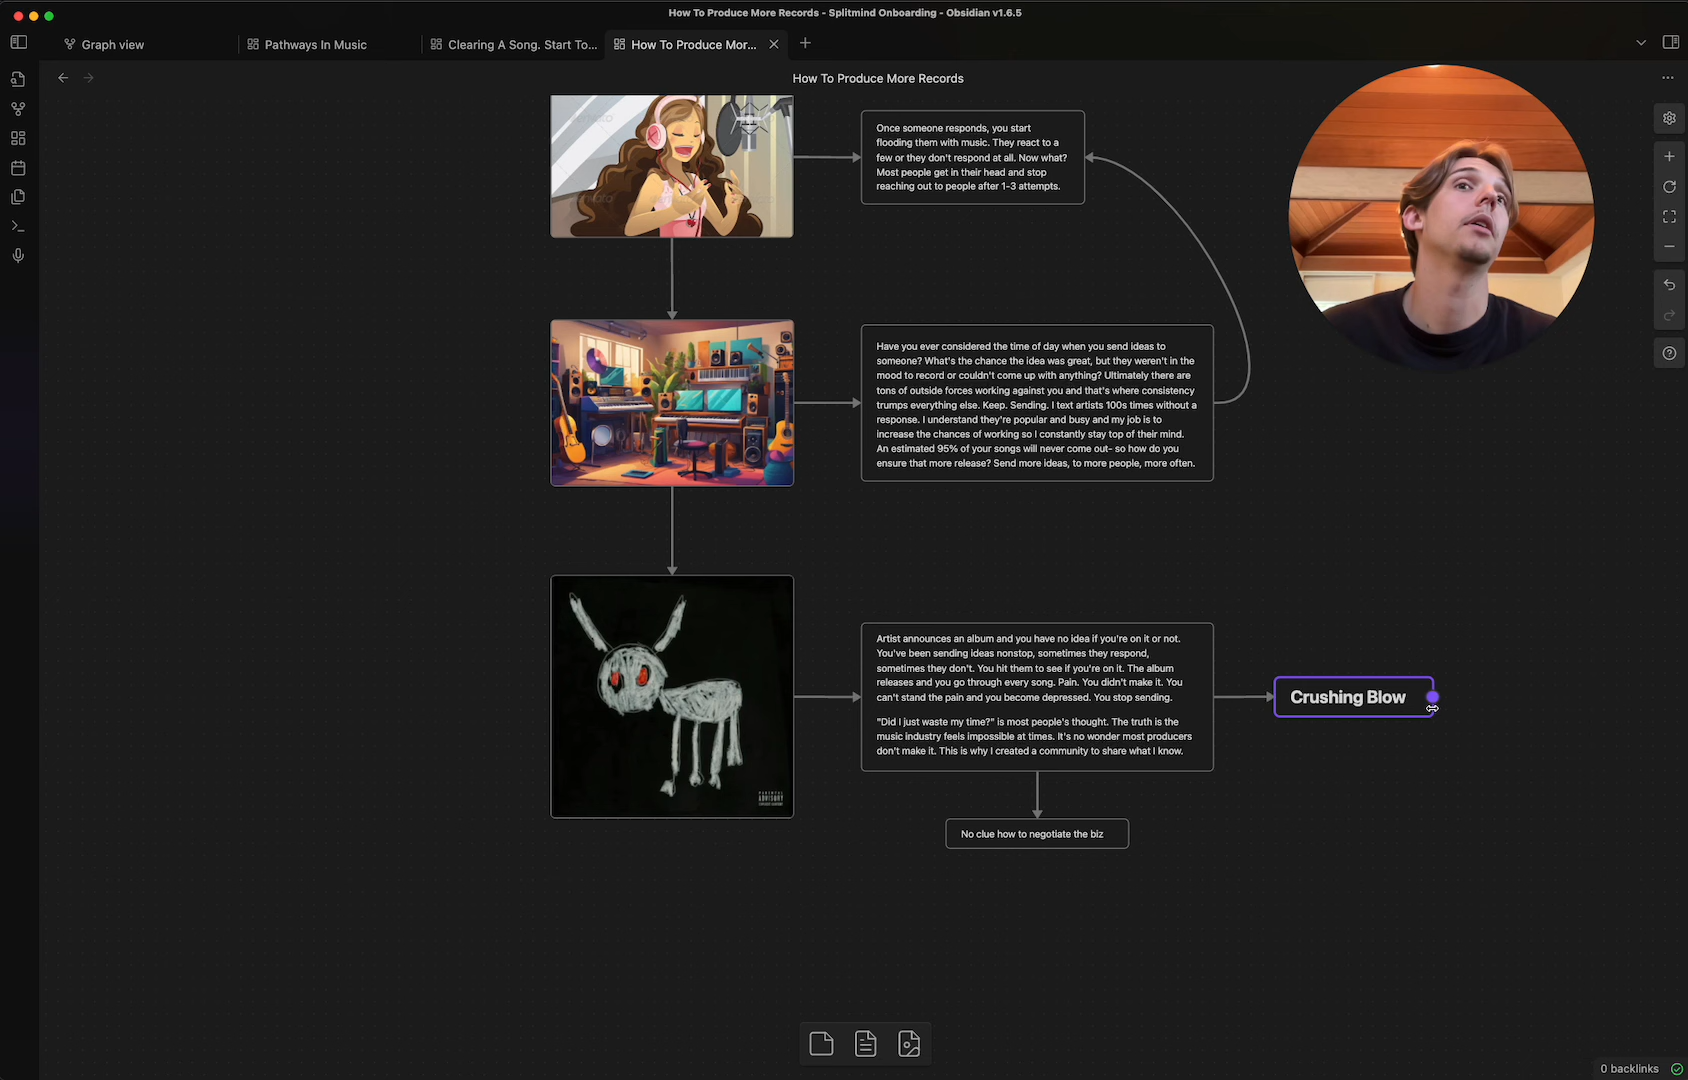 How To Produce More Records - Splitmind Onboarding - Obsidian v1.6.5
Graph view
Pathways In Music
Clearing A Song. Start To...
How To Produce Mor...
How To Produce More Records
Once someone responds, you start
flooding them with music. They react to a
few or they don't respond at all. Now what?
Most people get in their head and stop
reaching out to people after 1-3 attempts.
Have you ever considered the time of day when you send ideas to
someone? What's the chance the idea was great, but they weren't in the
mood to record or couldn't come up with anything? Ultimately there are
tons of outside forces working against you and that's where consistency
trumps everything else. Keep. Sending. I text artists 100s times without a
response. I understand they're popular and busy and my job is to
increase the chances of working so I constantly stay top of their mind.
An estimated 95% of your songs will never come out- so how do you
ensure that more release? Send more ideas, to more people, more often.
Artist announces an album and you have no idea if you're on it or not.
You've been sending ideas nonstop, sometimes they respond,
sometimes they don't. You hit them to see if you're on it. The album
releases and you go through every song. Pain. You didn't make it. You
can't stand the pain and you become depressed. You stop sending.
"Did I just waste my time?" is most people's thought. The truth is the
music industry feels impossible at times. It's no wonder most producers
don't make it. This is why I created a community to share what I know.
Crushing Blow
PARENTAL
ADVISORY
EXPLICIT CONTENT
No clue how to negotiate the biz
0 backlinks